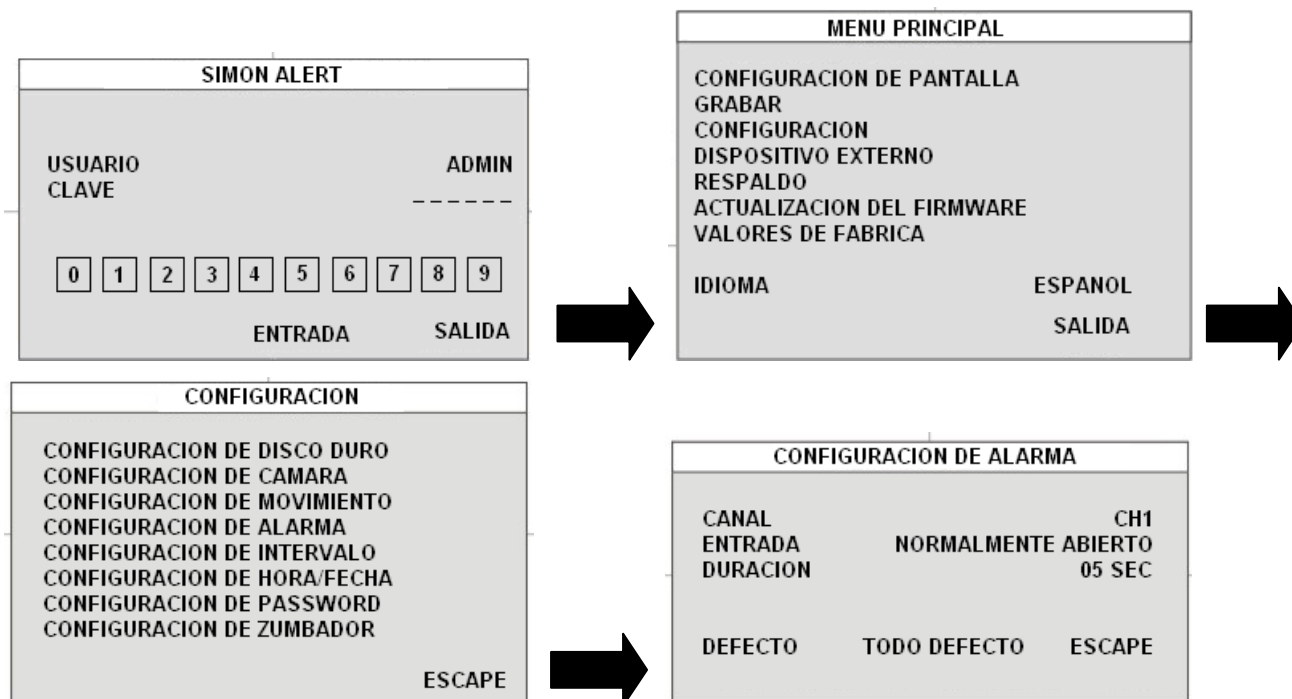 SIMON ALERT
USUARIO ADMIN
CLAVE _ _ _ _ _ _
0 1 2 3 4 5 6 7 8 9
ENTRADA SALIDA
MENU PRINCIPAL
CONFIGURACION DE PANTALLA
GRABAR
CONFIGURACION
DISPOSITIVO EXTERNO
RESPALDO
ACTUALIZACION DEL FIRMWARE
VALORES DE FABRICA
IDIOMA ESPANOL
SALIDA
CONFIGURACION
CONFIGURACION DE DISCO DURO
CONFIGURACION DE CAMARA
CONFIGURACION DE MOVIMIENTO
CONFIGURACION DE ALARMA
CONFIGURACION DE INTERVALO
CONFIGURACION DE HORA/FECHA
CONFIGURACION DE PASSWORD
CONFIGURACION DE ZUMBADOR
ESCAPE
CONFIGURACION DE ALARMA
CANAL CH1
ENTRADA NORMALMENTE ABIERTO
DURACION 05 SEC
DEFECTO TODO DEFECTO ESCAPE